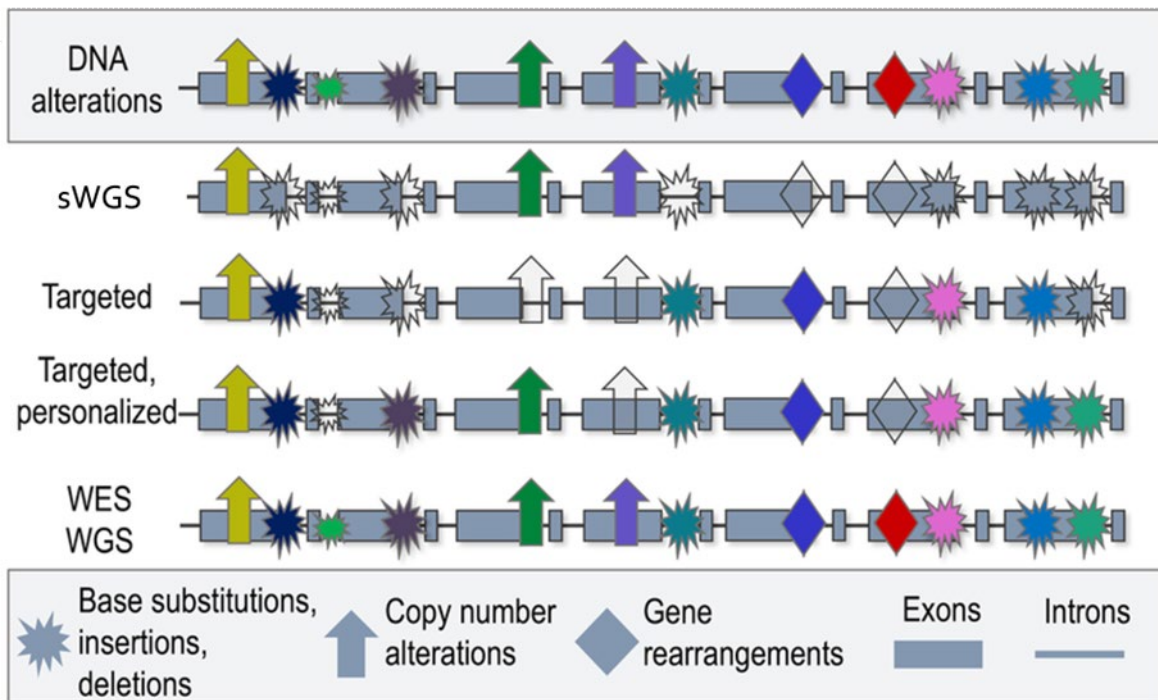 DNA
alterations
sWGS
Targeted
Targeted,
personalized
WES
WGS
Base substitutions,
insertions,
deletions
Copy number
alterations
Gene
rearrangements
Exons
Introns